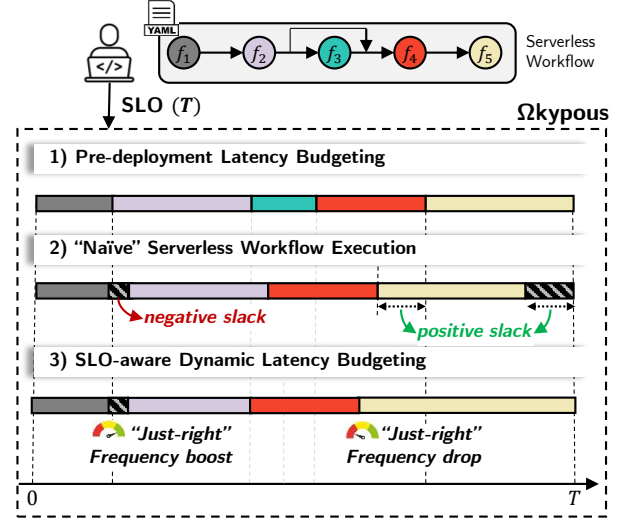 YAML
</>
f₁ f₂ f₃ f₄ f₅
Serverless
Workflow
SLO (T)
Ωkypous
1) Pre-deployment Latency Budgeting
2) “Naïve” Serverless Workflow Execution
negative slack
positive slack
3) SLO-aware Dynamic Latency Budgeting
“Just-right”
Frequency boost
“Just-right”
Frequency drop
0
T